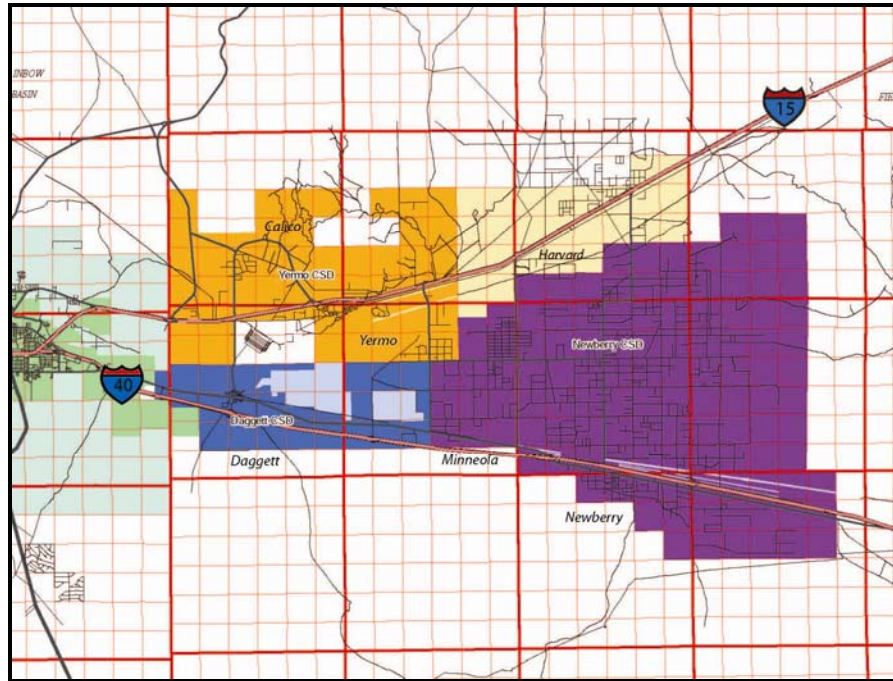 INBOW
BASIN
15
Calico
Harvard
Yermo CSD
Yermo
Newberry CSD
40
Daggett CSD
Daggett
Minneola
Newberry